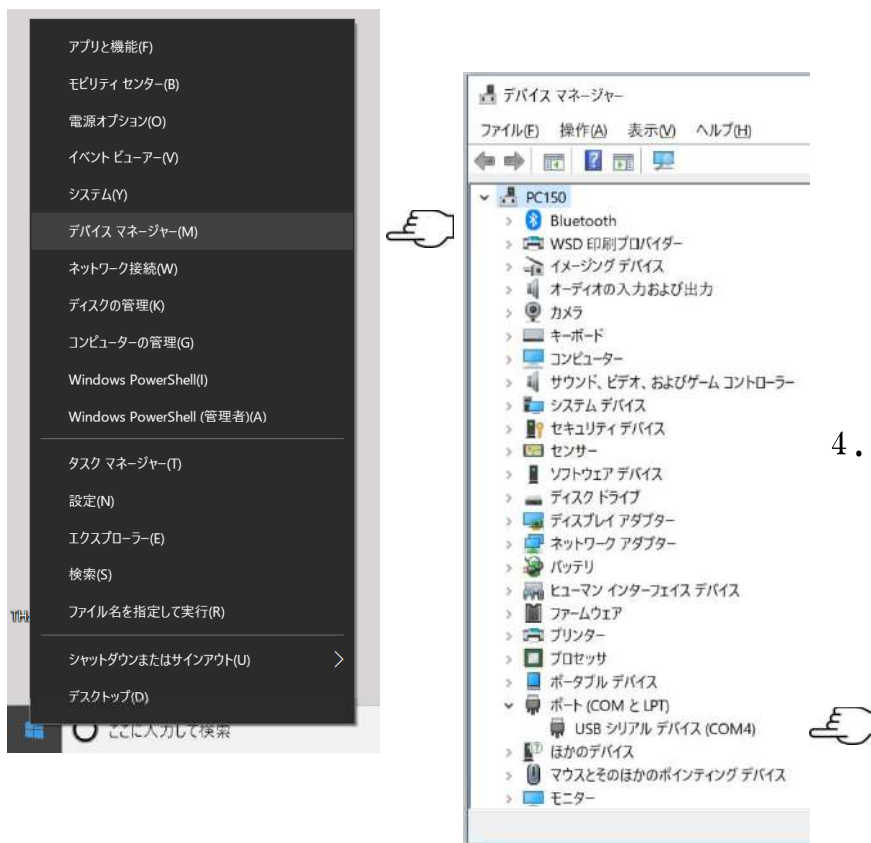 アプリと機能(F)
モビリティ センター(B)
電源オプション(O)
イベント ビューアー(V)
システム(Y)
デバイス マネージャー(M)
ネットワーク接続(W)
ディスクの管理(K)
コンピューターの管理(G)
Windows PowerShell(I)
Windows PowerShell (管理者)(A)
タスク マネージャー(T)
設定(N)
エクスプローラー(E)
検索(S)
ファイル名を指定して実行(R)
シャットダウンまたはサインアウト(U)
デスクトップ(D)
ここに入力して検索
デバイス マネージャー
ファイル(F) 操作(A) 表示(V) ヘルプ(H)
PC150
Bluetooth
WSD 印刷プロバイダー
イメージング デバイス
オーディオの入力および出力
カメラ
キーボード
コンピューター
サウンド、ビデオ、およびゲーム コントローラー
システム デバイス
セキュリティ デバイス
センサー
ソフトウェア デバイス
ディスク ドライブ
ディスプレイ アダプター
ネットワーク アダプター
バッテリ
ヒューマン インターフェイス デバイス
ファームウェア
プリンター
プロセッサ
ポータブル デバイス
ポート (COM と LPT)
USB シリアル デバイス (COM4)
ほかのデバイス
マウスとそのほかのポインティング デバイス
モニター
4.